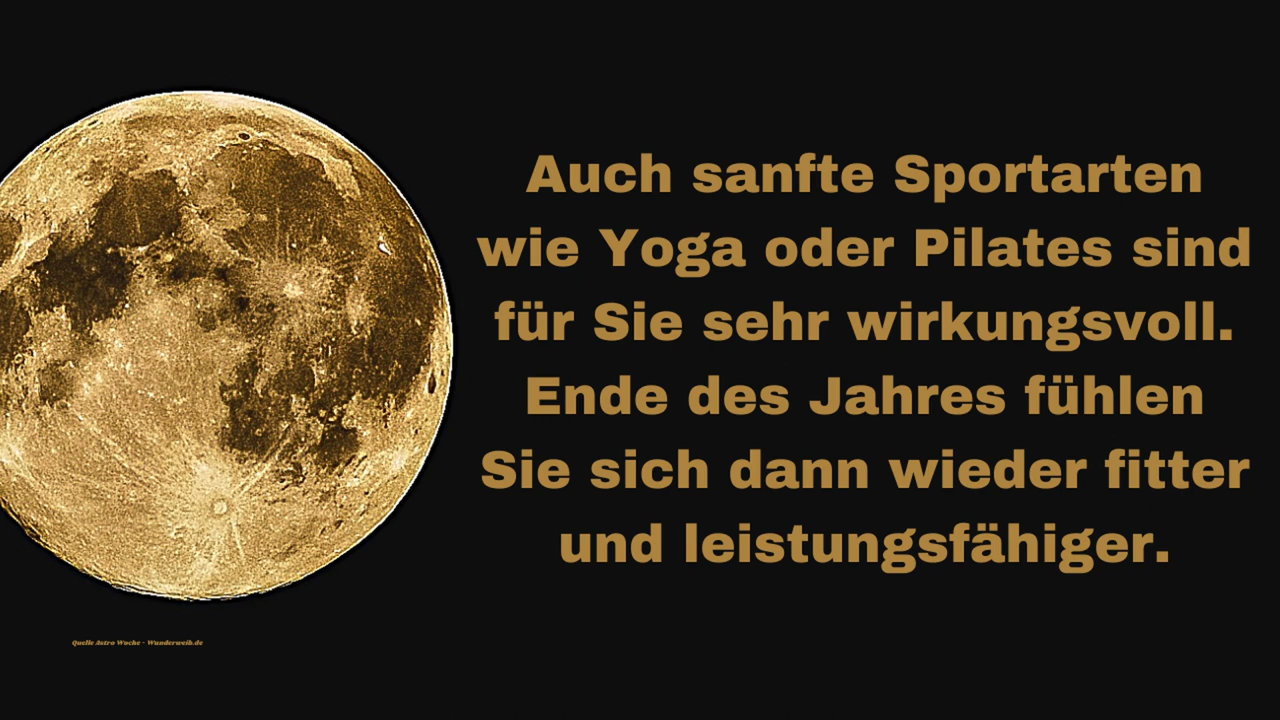 Auch sanfte Sportarten
wie Yoga oder Pilates sind
für Sie sehr wirkungsvoll.
Ende des Jahres fühlen
Sie sich dann wieder fitter
und leistungsfähiger.
Quelle Astro Woche - Wunderweib.de